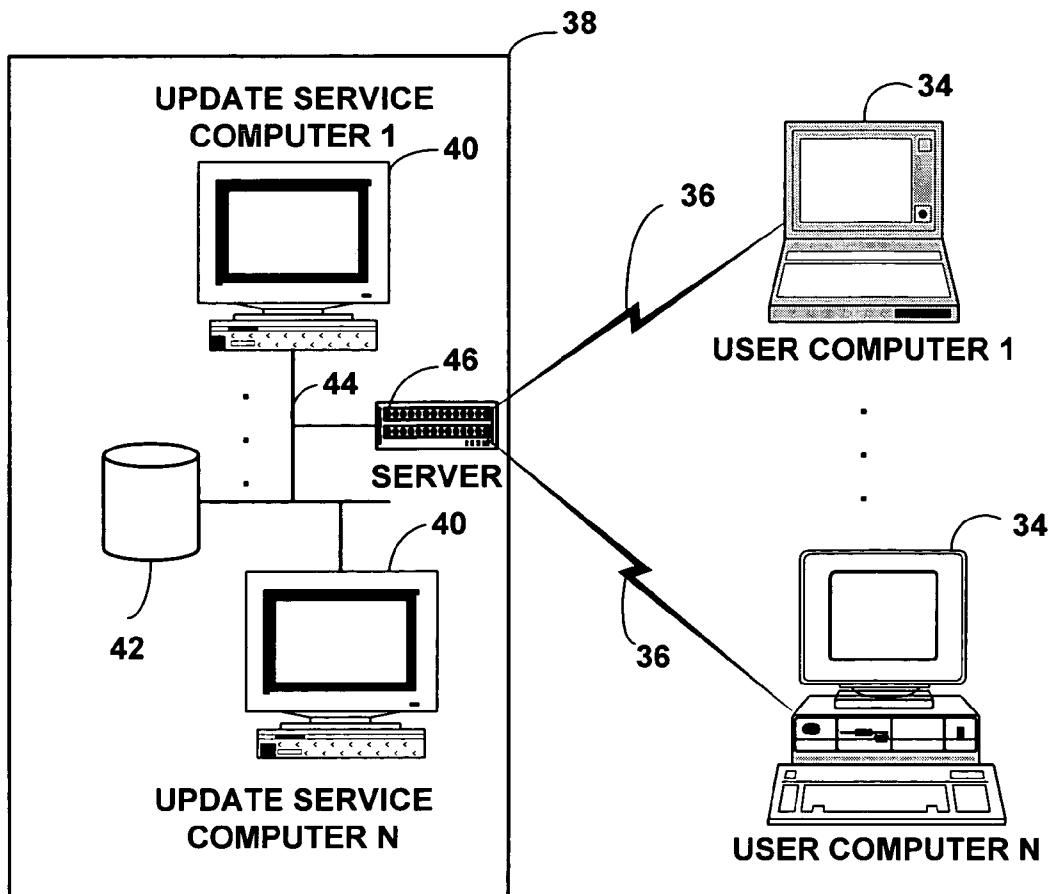 38
UPDATE SERVICE
COMPUTER 1
40
34
36
USER COMPUTER 1
44
46
SERVER
40
34
42
36
UPDATE SERVICE
COMPUTER N
USER COMPUTER N